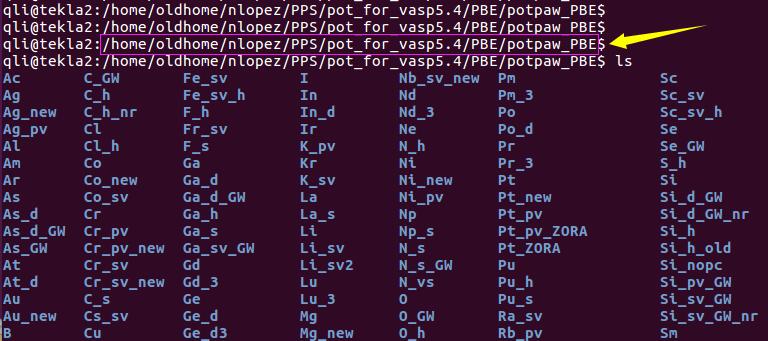 qli@tekla2:/home/oldhome/nlopez/PPS/pot_for_vasp5.4/PBE/potpaw_PBE$
qli@tekla2:/home/oldhome/nlopez/PPS/pot_for_vasp5.4/PBE/potpaw_PBE$
qli@tekla2:/home/oldhome/nlopez/PPS/pot_for_vasp5.4/PBE/potpaw_PBE$
qli@tekla2:/home/oldhome/nlopez/PPS/pot_for_vasp5.4/PBE/potpaw_PBE$ ls
Ac C_GW Fe_sv I Nb_sv_new Pm Sc
Ag C_h Fe_sv_h In Nd Pm_3 Sc_sv
Ag_new C_h_nr F_h In_d Nd_3 Po Sc_sv_h
Ag_pv Cl Fr_sv Ir Ne Po_d Se
Al Cl_h F_s K_pv N_h Pr Se_GW
Am Co Ga Kr Ni Pr_3 S_h
Ar Co_new Ga_d K_sv Ni_new Pt Si
As Co_sv Ga_d_GW La Ni_pv Pt_new Si_d_GW
As_d Cr Ga_h La_s Np Pt_pv Si_d_GW_nr
As_d_GW Cr_pv Ga_s Li Np_s Pt_pv_ZORA Si_h
As_GW Cr_pv_new Ga_sv_GW Li_sv N_s Pt_ZORA Si_h_old
At Cr_sv Gd Li_sv2 N_s_GW Pu Si_nopc
At_d Cr_sv_new Gd_3 Lu N_vs Pu_h Si_pv_GW
Au C_s Ge Lu_3 O Pu_s Si_sv_GW
Au_new Cs_sv Ge_d Mg O_GW Ra_sv Si_sv_GW_nr
B Cu Ge_d3 Mg_new O_h Rb_pv Sm